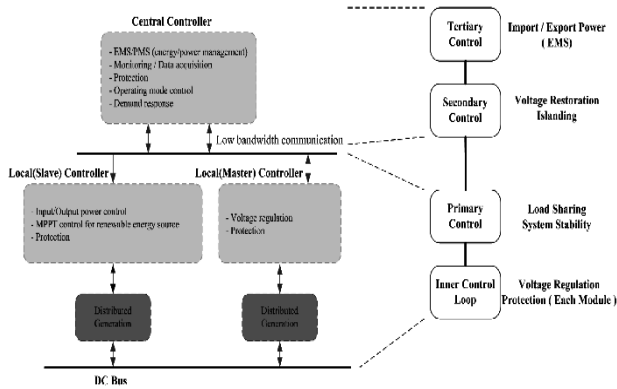 Central Controller
- EMS/PMS (energy/power management)
- Monitoring / Data acquisition
- Protection
- Operating mode control
- Demand response
Low bandwidth communication
Local(Slave) Controller
- Input/Output power control
- MPPT control for renewable energy source
- Protection
Local(Master) Controller
- Voltage regulation
- Protection
Distributed
Generation
Distributed
Generation
DC Bus
Tertiary
Control
Import / Export Power
( EMS)
Secondary
Control
Voltage Restoration
Islanding
Primary
Control
Load Sharing
System Stability
Inner Control
Loop
Voltage Regulation
Protection ( Each Module )